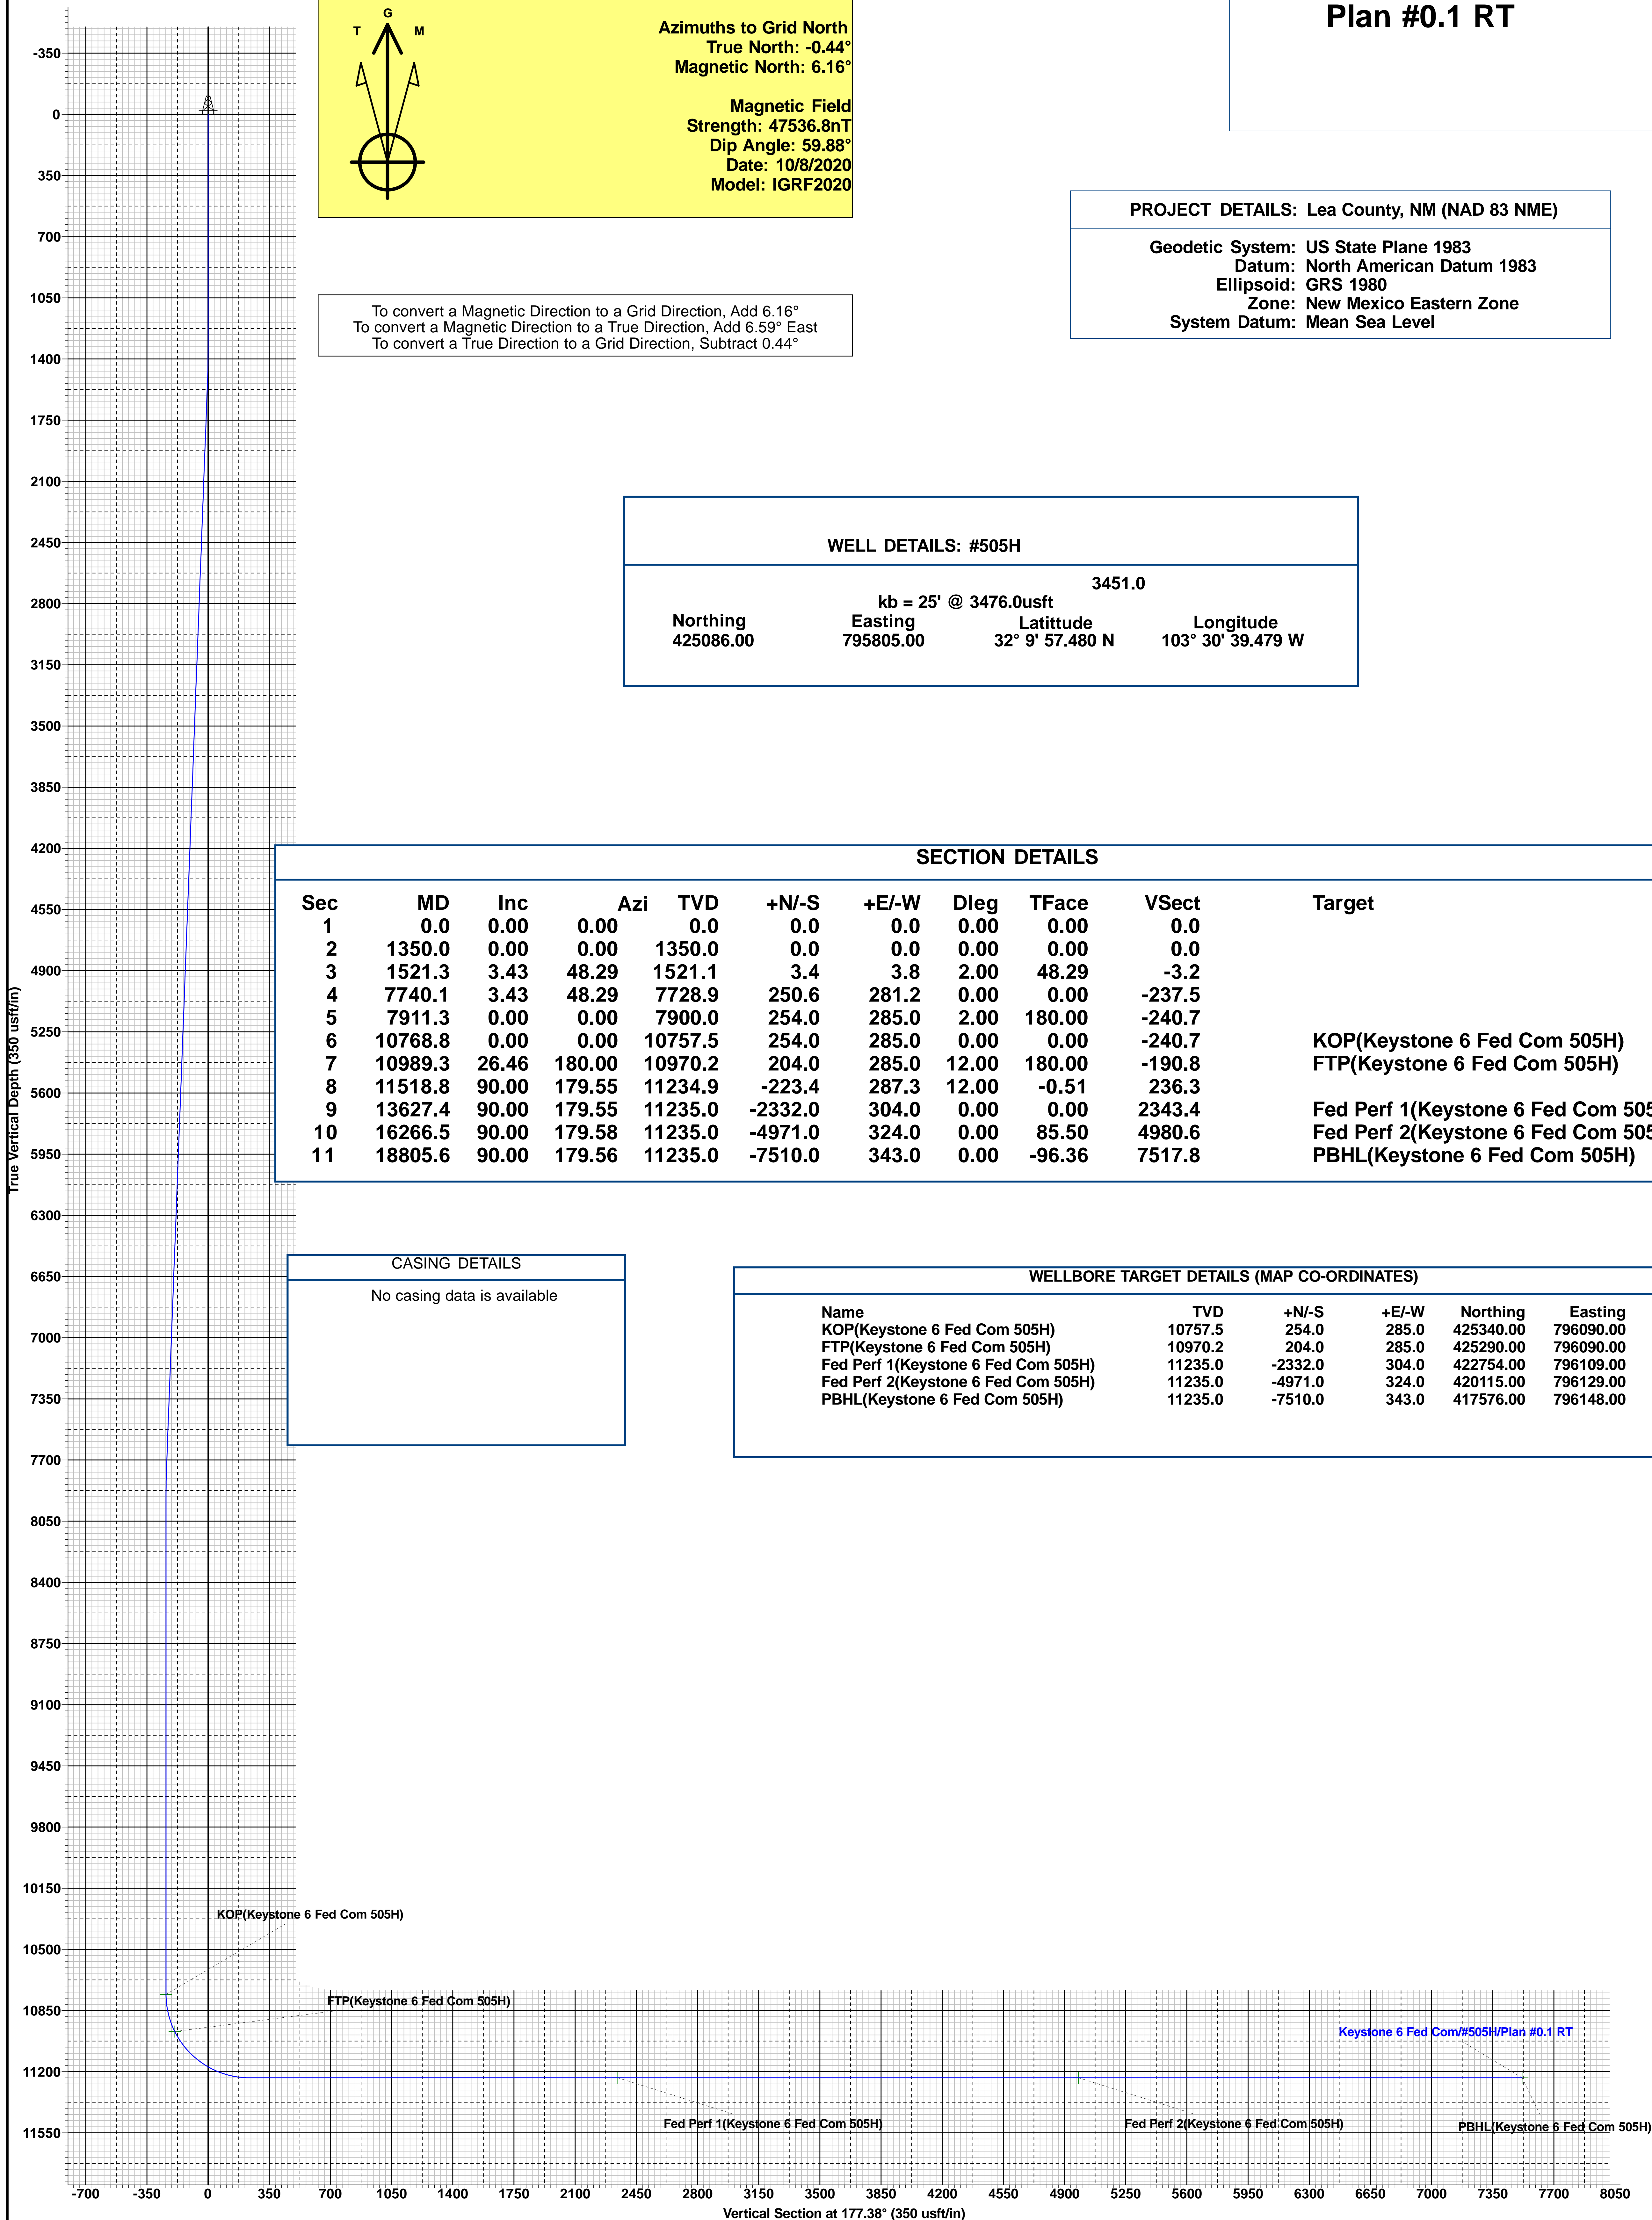 Plan #0.1 RT
G
T M
Azimuths to Grid North
True North: -0.44°
Magnetic North: 6.16°
Magnetic Field
Strength: 47536.8nT
Dip Angle: 59.88°
Date: 10/8/2020
Model: IGRF2020
PROJECT DETAILS: Lea County, NM (NAD 83 NME)
Geodetic System: US State Plane 1983
Datum: North American Datum 1983
Ellipsoid: GRS 1980
Zone: New Mexico Eastern Zone
System Datum: Mean Sea Level
To convert a Magnetic Direction to a Grid Direction, Add 6.16°
To convert a Magnetic Direction to a True Direction, Add 6.59° East
To convert a True Direction to a Grid Direction, Subtract 0.44°
WELL DETAILS: #505H
3451.0
kb = 25' @ 3476.0usft
Northing Easting Latittude Longitude
425086.00 795805.00 32° 9' 57.480 N 103° 30' 39.479 W
SECTION DETAILS
Sec MD Inc Azi TVD +N/-S +E/-W Dleg TFace VSect Target
1 0.0 0.00 0.00 0.0 0.0 0.0 0.00 0.00 0.0
2 1350.0 0.00 0.00 1350.0 0.0 0.0 0.00 0.00 0.0
3 1521.3 3.43 48.29 1521.1 3.4 3.8 2.00 48.29 -3.2
4 7740.1 3.43 48.29 7728.9 250.6 281.2 0.00 0.00 -237.5
5 7911.3 0.00 0.00 7900.0 254.0 285.0 2.00 180.00 -240.7
6 10768.8 0.00 0.00 10757.5 254.0 285.0 0.00 0.00 -240.7 KOP(Keystone 6 Fed Com 505H)
7 10989.3 26.46 180.00 10970.2 204.0 285.0 12.00 180.00 -190.8 FTP(Keystone 6 Fed Com 505H)
8 11518.8 90.00 179.55 11234.9 -223.4 287.3 12.00 -0.51 236.3
9 13627.4 90.00 179.55 11235.0 -2332.0 304.0 0.00 0.00 2343.4 Fed Perf 1(Keystone 6 Fed Com 505
10 16266.5 90.00 179.58 11235.0 -4971.0 324.0 0.00 85.50 4980.6 Fed Perf 2(Keystone 6 Fed Com 505
11 18805.6 90.00 179.56 11235.0 -7510.0 343.0 0.00 -96.36 7517.8 PBHL(Keystone 6 Fed Com 505H)
CASING DETAILS
No casing data is available
WELLBORE TARGET DETAILS (MAP CO-ORDINATES)
Name TVD +N/-S +E/-W Northing Easting
KOP(Keystone 6 Fed Com 505H) 10757.5 254.0 285.0 425340.00 796090.00
FTP(Keystone 6 Fed Com 505H) 10970.2 204.0 285.0 425290.00 796090.00
Fed Perf 1(Keystone 6 Fed Com 505H) 11235.0 -2332.0 304.0 422754.00 796109.00
Fed Perf 2(Keystone 6 Fed Com 505H) 11235.0 -4971.0 324.0 420115.00 796129.00
PBHL(Keystone 6 Fed Com 505H) 11235.0 -7510.0 343.0 417576.00 796148.00
True Vertical Depth (350 usft/in)
-350
0
350
700
1050
1400
1750
2100
2450
2800
3150
3500
3850
4200
4550
4900
5250
5600
5950
6300
6650
7000
7350
7700
8050
8400
8750
9100
9450
9800
10150
10500
10850
11200
11550
KOP(Keystone 6 Fed Com 505H)
FTP(Keystone 6 Fed Com 505H)
Keystone 6 Fed Com/#505H/Plan #0.1 RT
Fed Perf 1(Keystone 6 Fed Com 505H)
Fed Perf 2(Keystone 6 Fed Com 505H)
PBHL(Keystone 6 Fed Com 505H)
-700 -350 0 350 700 1050 1400 1750 2100 2450 2800 3150 3500 3850 4200 4550 4900 5250 5600 5950 6300 6650 7000 7350 7700 8050
Vertical Section at 177.38° (350 usft/in)